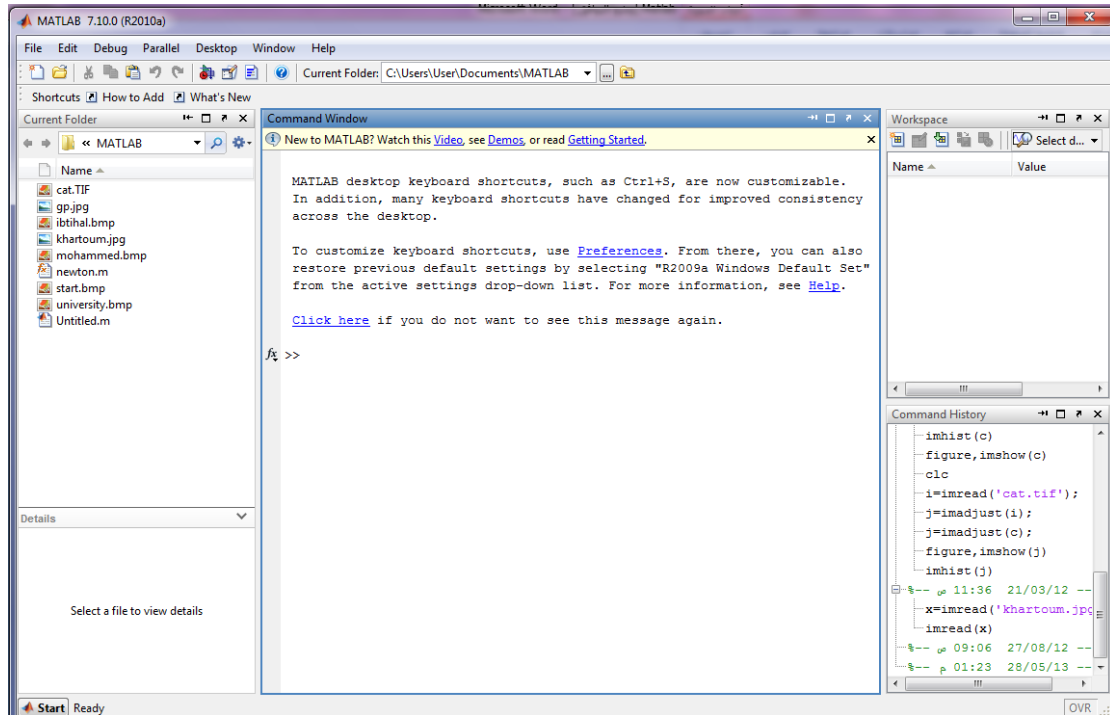 MATLAB 7.10.0 (R2010a)
File Edit Debug Parallel Desktop Window Help
Current Folder: C:\Users\User\Documents\MATLAB
Shortcuts How to Add What's New
Current Folder
« MATLAB
Name
cat.TIF
gp.jpg
ibtihal.bmp
khartoum.jpg
mohammed.bmp
newton.m
start.bmp
university.bmp
Untitled.m
Details
Select a file to view details
Command Window
New to MATLAB? Watch this Video, see Demos, or read Getting Started.
MATLAB desktop keyboard shortcuts, such as Ctrl+S, are now customizable.
In addition, many keyboard shortcuts have changed for improved consistency
across the desktop.
To customize keyboard shortcuts, use Preferences. From there, you can also
restore previous default settings by selecting "R2009a Windows Default Set"
from the active settings drop-down list. For more information, see Help.
Click here if you do not want to see this message again.
fx >>
Workspace
Select d...
Name Value
Command History
imhist(c)
figure,imshow(c)
clc
i=imread('cat.tif');
j=imadjust(i);
j=imadjust(c);
figure,imshow(j)
imhist(j)
%-- ص 11:36 21/03/12 --
x=imread('khartoum.jpg
imread(x)
%-- ص 09:06 27/08/12 --
%-- م 01:23 28/05/13 --
Start Ready
OVR